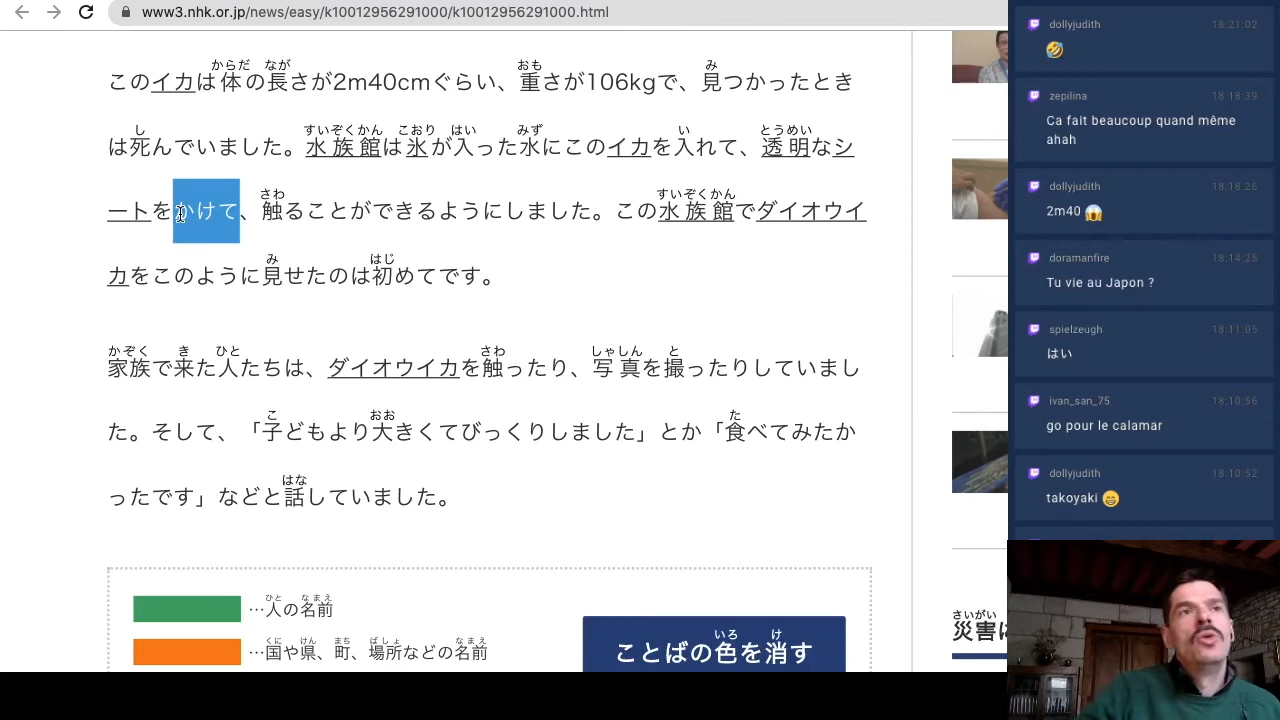 www3.nhk.or.jp/news/easy/k10012956291000/k10012956291000.html
からだ なが おも み
このイカは体の長さが2m40cmぐらい、重さが106kgで、見つかったとき
し すいぞくかん こおり はい みず い とうめい
は死んでいました。水族館は氷が入った水にこのイカを入れて、透明なシ
さわ すいぞくかん
ートをかけて、触ることができるようにしました。この水族館でダイオウイ
み はじ
カをこのように見せたのは初めてです。
かぞく き ひと さわ しゃしん と
家族で来た人たちは、ダイオウイカを触ったり、写真を撮ったりしていまし
こ おお た
た。そして、「子どもより大きくてびっくりしました」とか「食べてみたか
はな
ったです」などと話していました。
ひと なまえ
…人の名前
くに けん まち ばしょ なまえ
…国や県、町、場所などの名前
いろ け
ことばの色を消す
さいがい
災害に
dollyjudith 18:21:02
🤣
zepilina 18:18:39
Ca fait beaucoup quand même
ahah
dollyjudith 18:18:26
2m40 😱
doramanfire 18:14:25
Tu vie au Japon ?
spielzeugh 18:11:05
はい
ivan_san_75 18:10:56
go pour le calamar
dollyjudith 18:10:52
takoyaki 😄